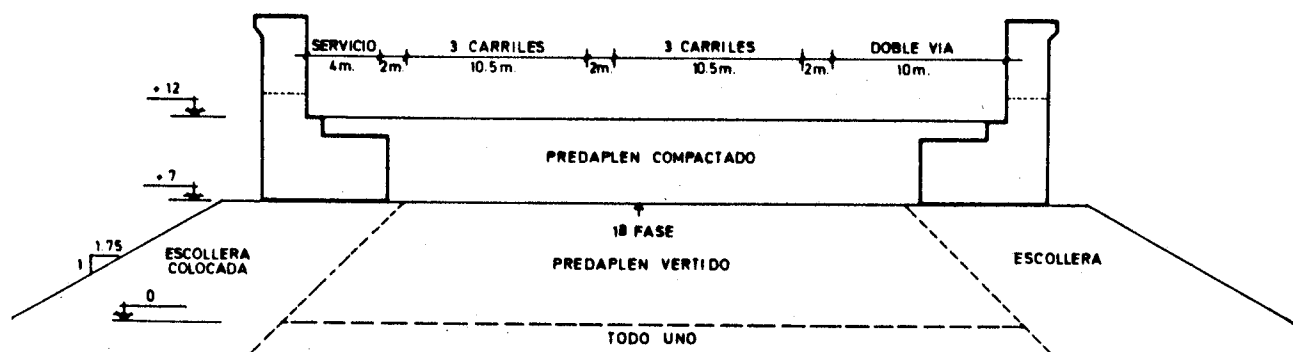 SERVICIO 3 CARRILES 3 CARRILES DOBLE VIA
4m. 2m. 10.5m. 2m. 10.5m. 2m. 10m.
+12
PREDAPLEN COMPACTADO
+7
1B FASE
1.75
1
ESCOLLERA
COLOCADA
PREDAPLEN VERTIDO
ESCOLLERA
0
TODO UNO